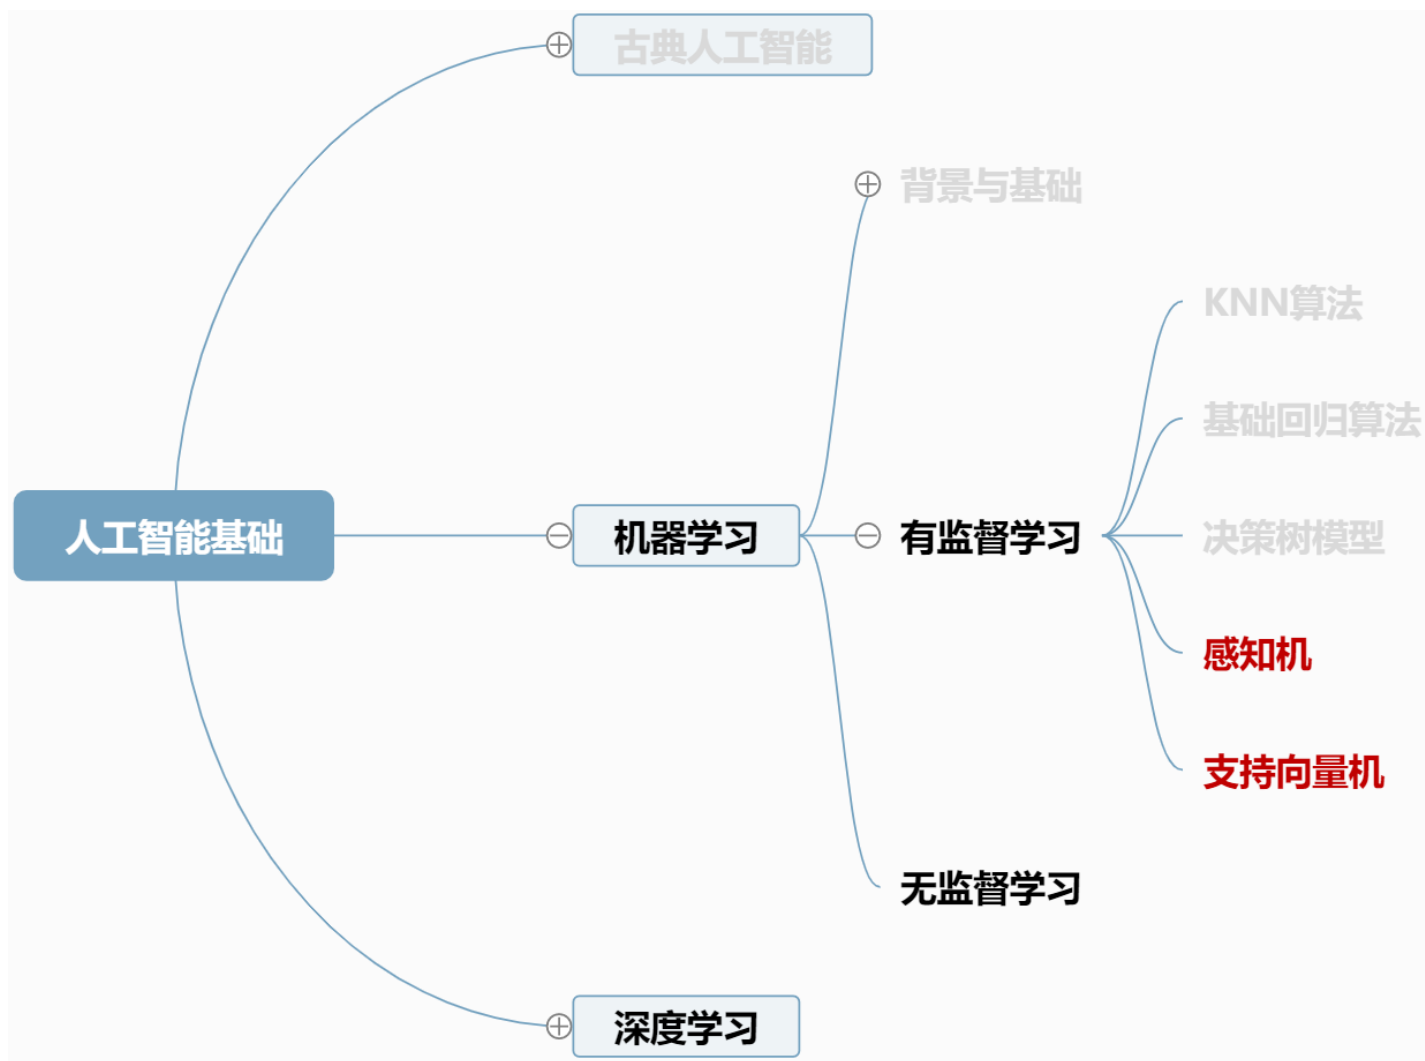 古典人工智能
背景与基础
KNN算法
基础回归算法
人工智能基础
机器学习
有监督学习
决策树模型
感知机
支持向量机
无监督学习
深度学习